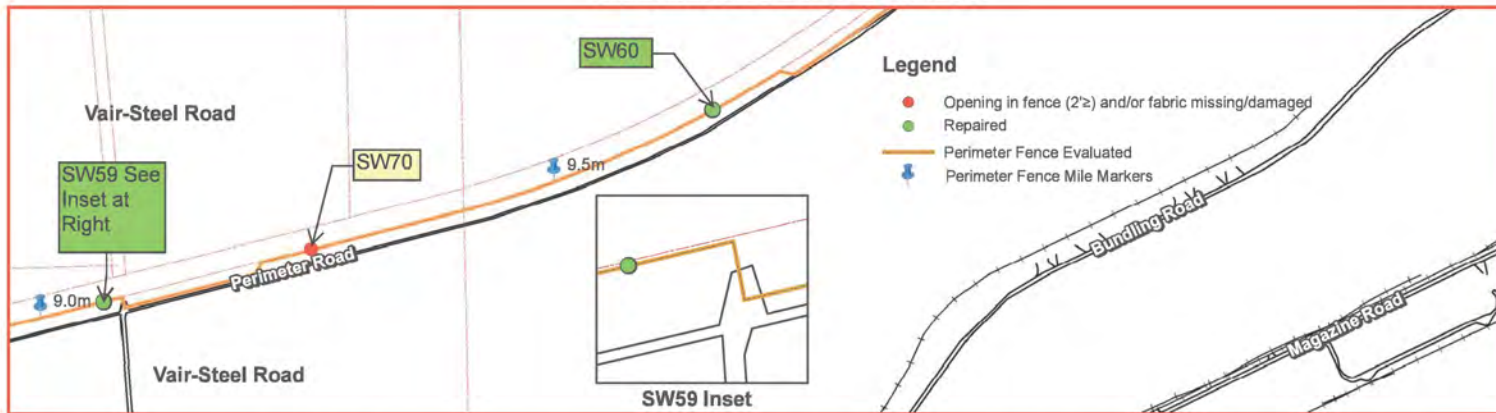 SW60
Legend
Opening in fence (2'≥) and/or fabric missing/damaged
Repaired
Perimeter Fence Evaluated
Perimeter Fence Mile Markers
Vair-Steel Road
SW59 See
Inset at
Right
SW70
9.5m
Perimeter Road
9.0m
Vair-Steel Road
SW59 Inset
Bundling Road
Magazine Road